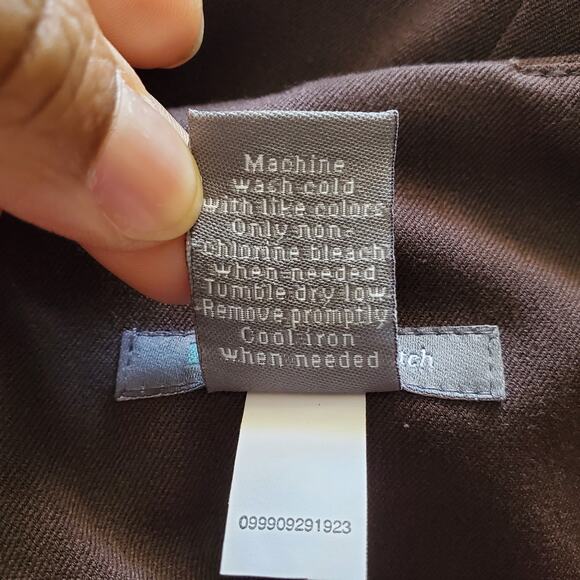 Machine
wash cold
with like colors
Only non-
chlorine bleach
when needed
Tumble dry low
Remove promptly
Cool iron
when needed
tch
099909291923